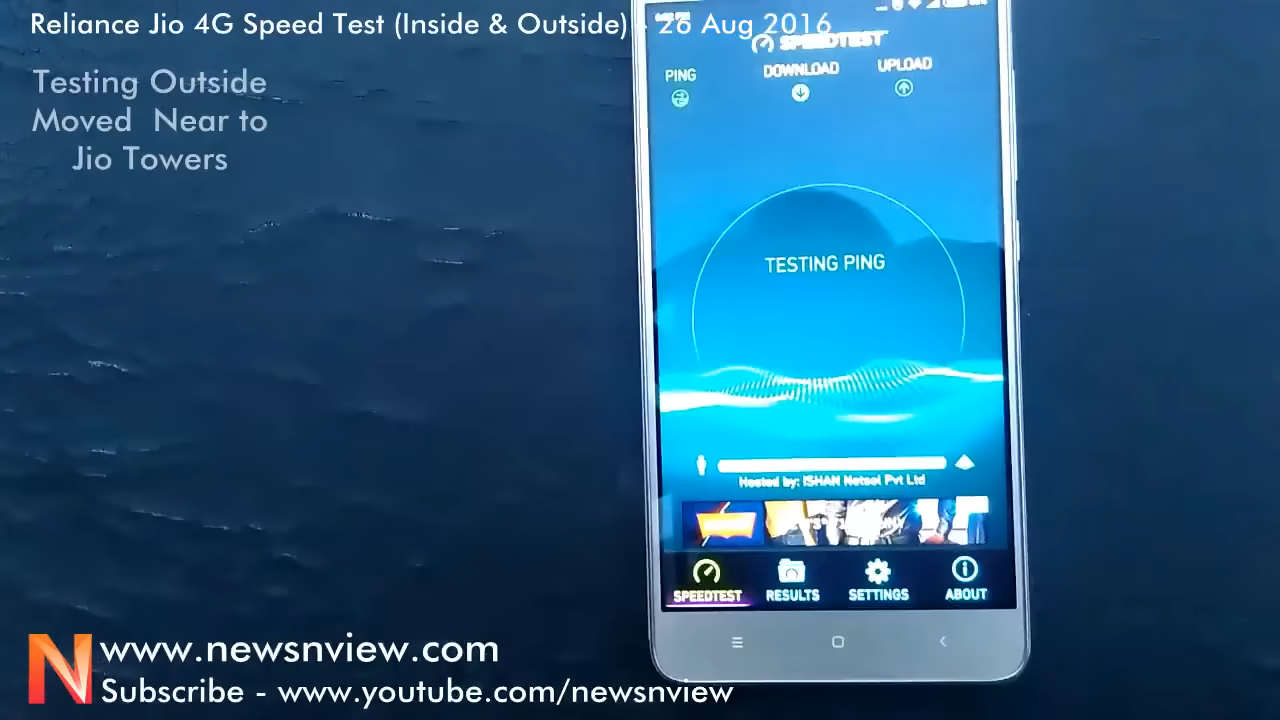 Reliance Jio 4G Speed Test (Inside & Outside) - 26 Aug 2016
Testing Outside
Moved Near to
Jio Towers
SPEEDTEST
PING
DOWNLOAD
UPLOAD
TESTING PING
Hosted by: ISHAN Netsol Pvt Ltd
SPEEDTEST
RESULTS
SETTINGS
ABOUT
N www.newsnview.com
Subscribe - www.youtube.com/newsnview